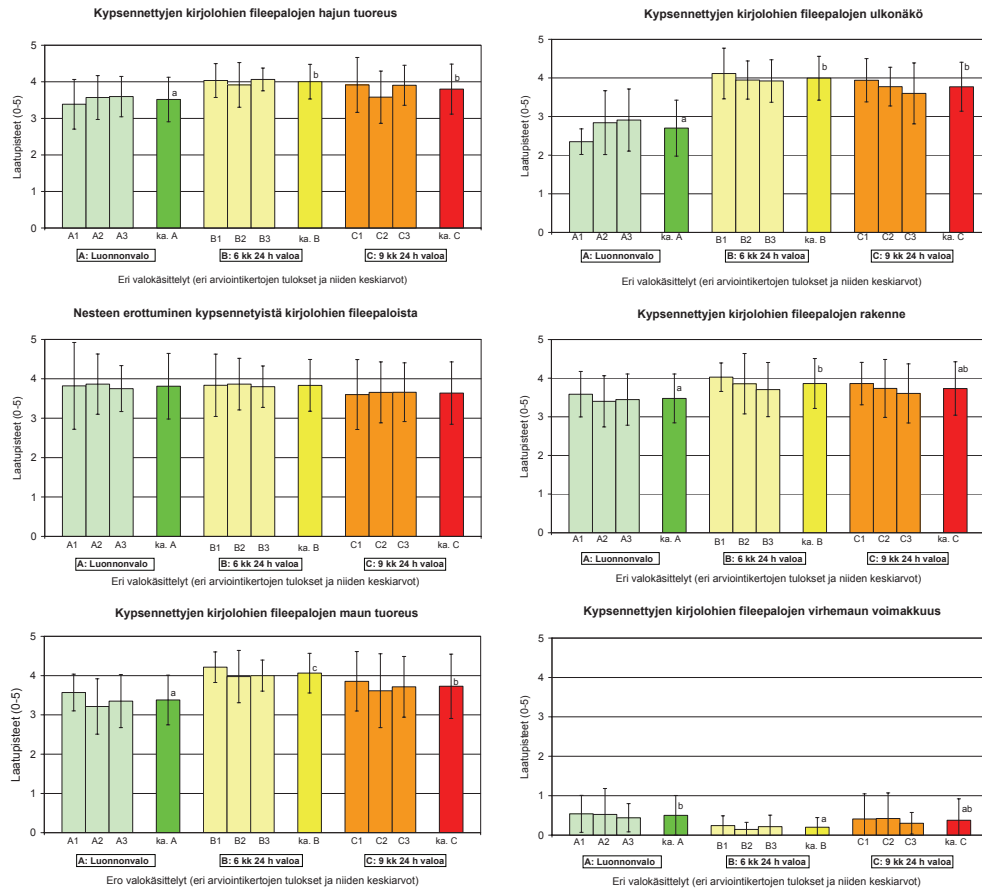 Kypsennettyjen kirjolohien fileepalojen hajun tuoreus
Laatupisteet (0-5)
5
4
3
2
1
0
a
b
b
A1 A2 A3 ka. A B1 B2 B3 ka. B C1 C2 C3 ka. C
A: Luonnonvalo B: 6 kk 24 h valoa C: 9 kk 24 h valoa
Eri valokäsittelyt (eri arviointikertojen tulokset ja niiden keskiarvot)
Kypsennettyjen kirjolohien fileepalojen ulkonäkö
Laatupisteet (0-5)
5
4
3
2
1
0
a
b
b
A1 A2 A3 ka. A B1 B2 B3 ka. B C1 C2 C3 ka. C
A: Luonnonvalo B: 6 kk 24 h valoa C: 9 kk 24 h valoa
Eri valokäsittelyt (eri arviointikertojen tulokset ja niiden keskiarvot)
Nesteen erottuminen kypsennetyistä kirjolohien fileepaloista
Laatupisteet (0-5)
5
4
3
2
1
0
A1 A2 A3 ka. A B1 B2 B3 ka. B C1 C2 C3 ka. C
A: Luonnonvalo B: 6 kk 24 h valoa C: 9 kk 24 h valoa
Eri valokäsittelyt (eri arviointikertojen tulokset ja niiden keskiarvot)
Kypsennettyjen kirjolohien fileepalojen rakenne
Laatupisteet (0-5)
5
4
3
2
1
0
a
b
ab
A1 A2 A3 ka. A B1 B2 B3 ka. B C1 C2 C3 ka. C
A: Luonnonvalo B: 6 kk 24 h valoa C: 9 kk 24 h valoa
Eri valokäsittelyt (eri arviointikertojen tulokset ja niiden keskiarvot)
Kypsennettyjen kirjolohien fileepalojen maun tuoreus
Laatupisteet (0-5)
5
4
3
2
1
0
a
c
b
A1 A2 A3 ka. A B1 B2 B3 ka. B C1 C2 C3 ka. C
A: Luonnonvalo B: 6 kk 24 h valoa C: 9 kk 24 h valoa
Ero valokäsittelyt (eri arviointikertojen tulokset ja niiden keskiarvot)
Kypsennettyjen kirjolohien fileepalojen virhemaun voimakkuus
Laatupisteet (0-5)
5
4
3
2
1
0
b
a
ab
A1 A2 A3 ka. A B1 B2 B3 ka. B C1 C2 C3 ka. C
A: Luonnonvalo B: 6 kk 24 h valoa C: 9 kk 24 h valoa
Eri valokäsittelyt (eri arviointikertojen tulokset ja niiden keskiarvot)